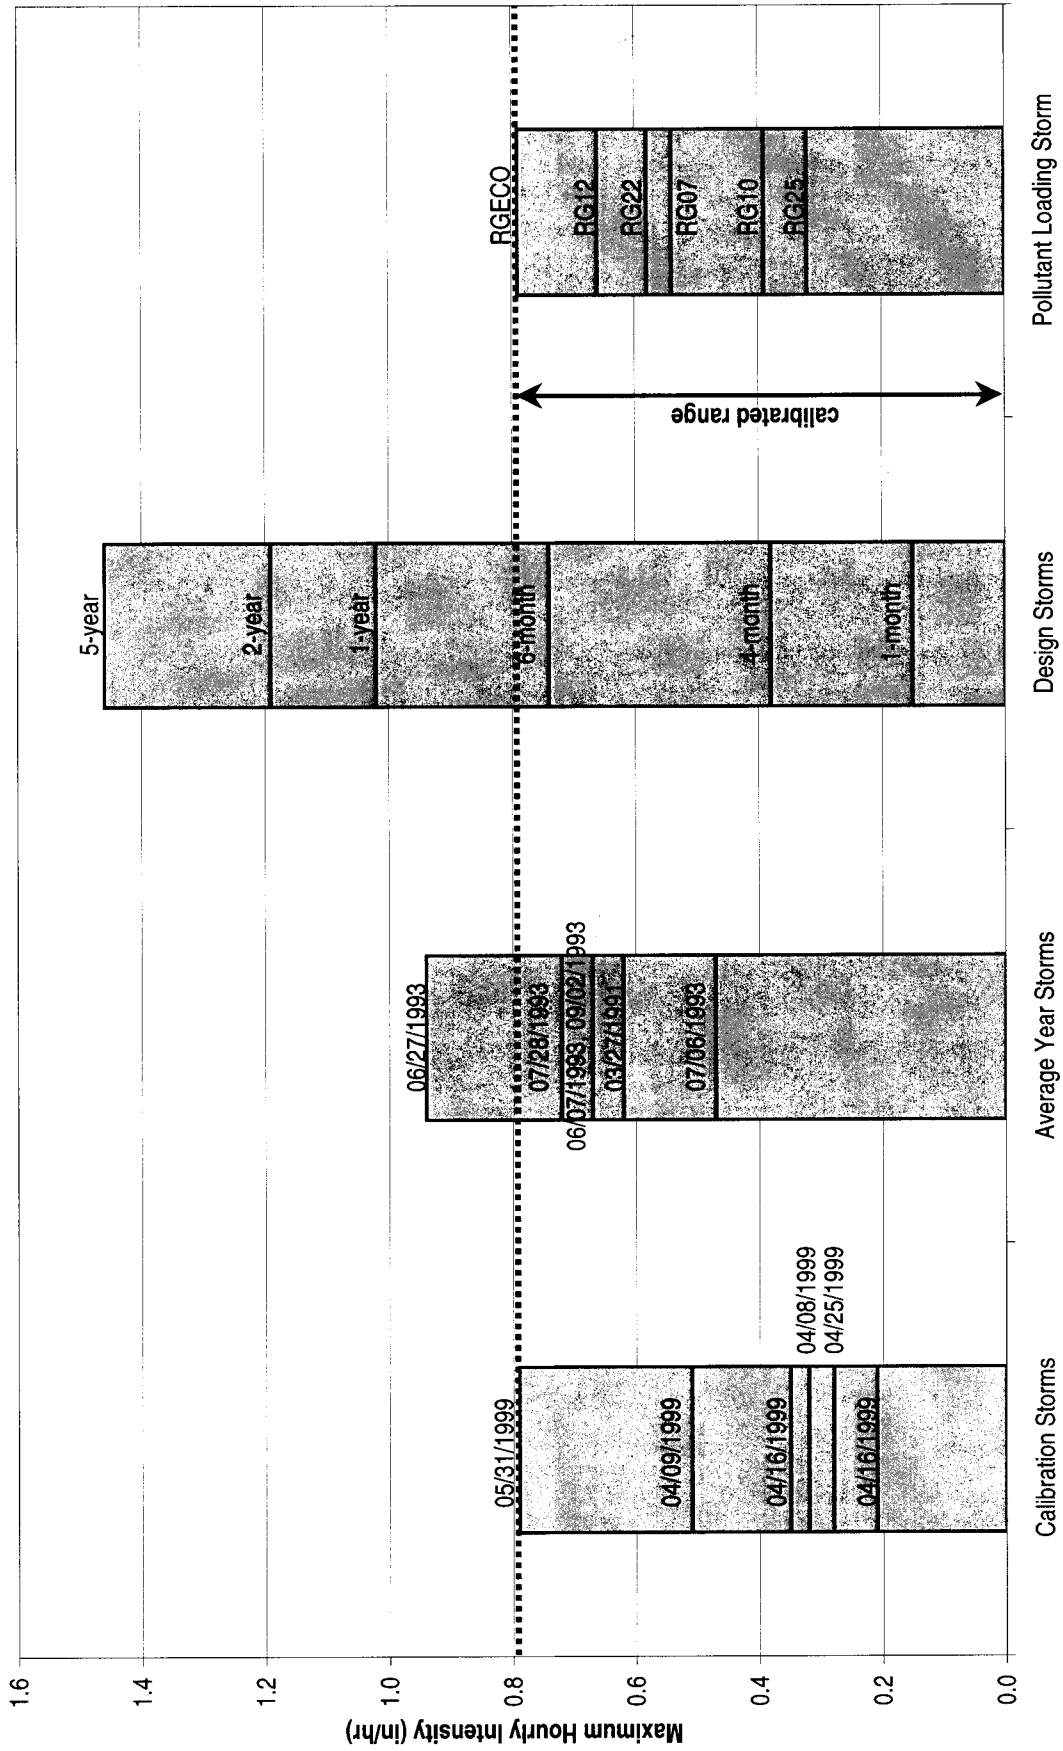 1.6
1.4
1.2
1.0
0.8
0.6
0.4
0.2
0.0
Maximum Hourly Intensity (in/hr)
05/31/1999
04/09/1999
04/16/1999
04/08/1999
04/25/1999
04/16/1999
Calibration Storms
06/27/1993
07/28/1993
06/07/1993, 09/02/1993
03/27/1991
07/06/1993
Average Year Storms
5-year
2-year
1-year
6-month
4-month
1-month
Design Storms
calibrated range
RGECO
RG12
RG22
RG07
RG10
RG25
Pollutant Loading Storm